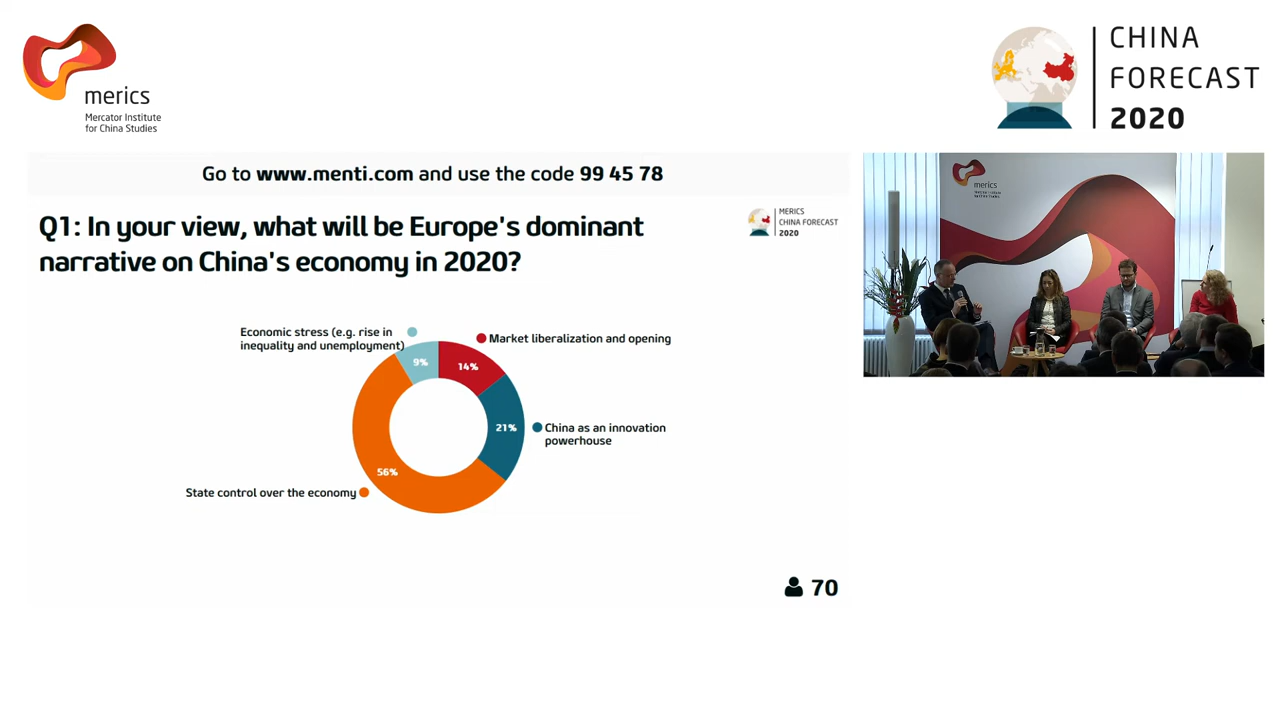 merics
Mercator Institute
for China Studies
CHINA
FORECAST
2020
Go to www.menti.com and use the code 99 45 78
Q1: In your view, what will be Europe's dominant
narrative on China's economy in 2020?
MERICS
CHINA FORECAST
2020
Economic stress (e.g. rise in
inequality and unemployment)
9%
Market liberalization and opening
14%
21%
China as an innovation
powerhouse
56%
State control over the economy
70
merics